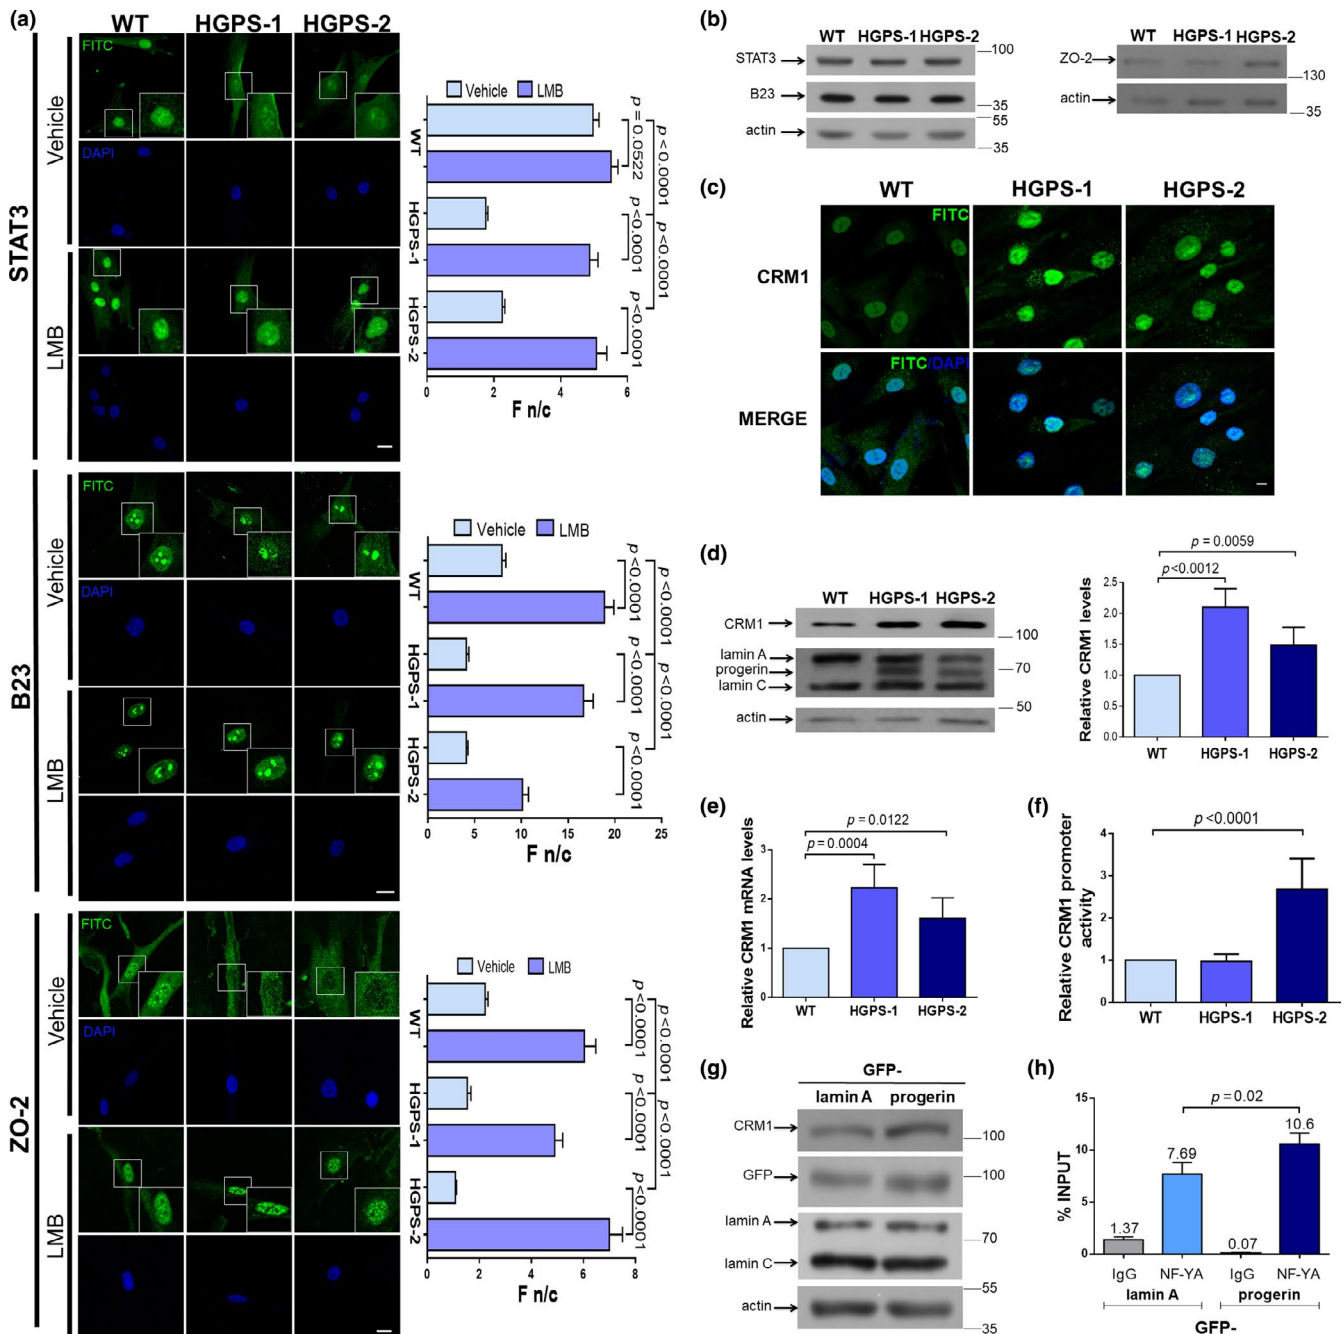 (a)
WT HGPS-1 HGPS-2
STAT3
Vehicle
LMB
FITC
DAPI
Vehicle LMB
WT
HGPS-1
HGPS-2
p=0.0522
p<0.0001
p<0.0001
p<0.0001
p<0.0001
0 2 4 6
F n/c
B23
Vehicle
LMB
FITC
DAPI
Vehicle LMB
WT
HGPS-1
HGPS-2
p<0.0001
p<0.0001
p<0.0001
p<0.0001
p<0.0001
0 5 10 15 20 25
F n/c
ZO-2
Vehicle
LMB
FITC
DAPI
Vehicle LMB
WT
HGPS-1
HGPS-2
p<0.0001
p<0.0001
p<0.0001
p<0.0001
p<0.0001
0 2 4 6 8
F n/c
(b)
WT HGPS-1 HGPS-2
STAT3
100
B23
35
55
actin
35
WT HGPS-1 HGPS-2
ZO-2
130
actin
35
(c)
WT HGPS-1 HGPS-2
FITC
CRM1
FITC/DAPI
MERGE
(d)
WT HGPS-1 HGPS-2
CRM1
100
lamin A
progerin
70
lamin C
50
actin
p = 0.0059
p<0.0012
Relative CRM1 levels
2.5
2.0
1.5
1.0
0.5
0.0
WT HGPS-1 HGPS-2
(e)
p = 0.0122
p = 0.0004
Relative CRM1 mRNA levels
3
2
1
0
WT HGPS-1 HGPS-2
(f)
p <0.0001
Relative CRM1 promoter
activity
4
3
2
1
0
WT HGPS-1 HGPS-2
(g)
GFP-
lamin A progerin
CRM1
100
GFP
100
lamin A
70
lamin C
55
actin
35
(h)
p = 0.02
% INPUT
15
10
5
0
1.37 7.69 0.07 10.6
IgG NF-YA IgG NF-YA
lamin A progerin
GFP-